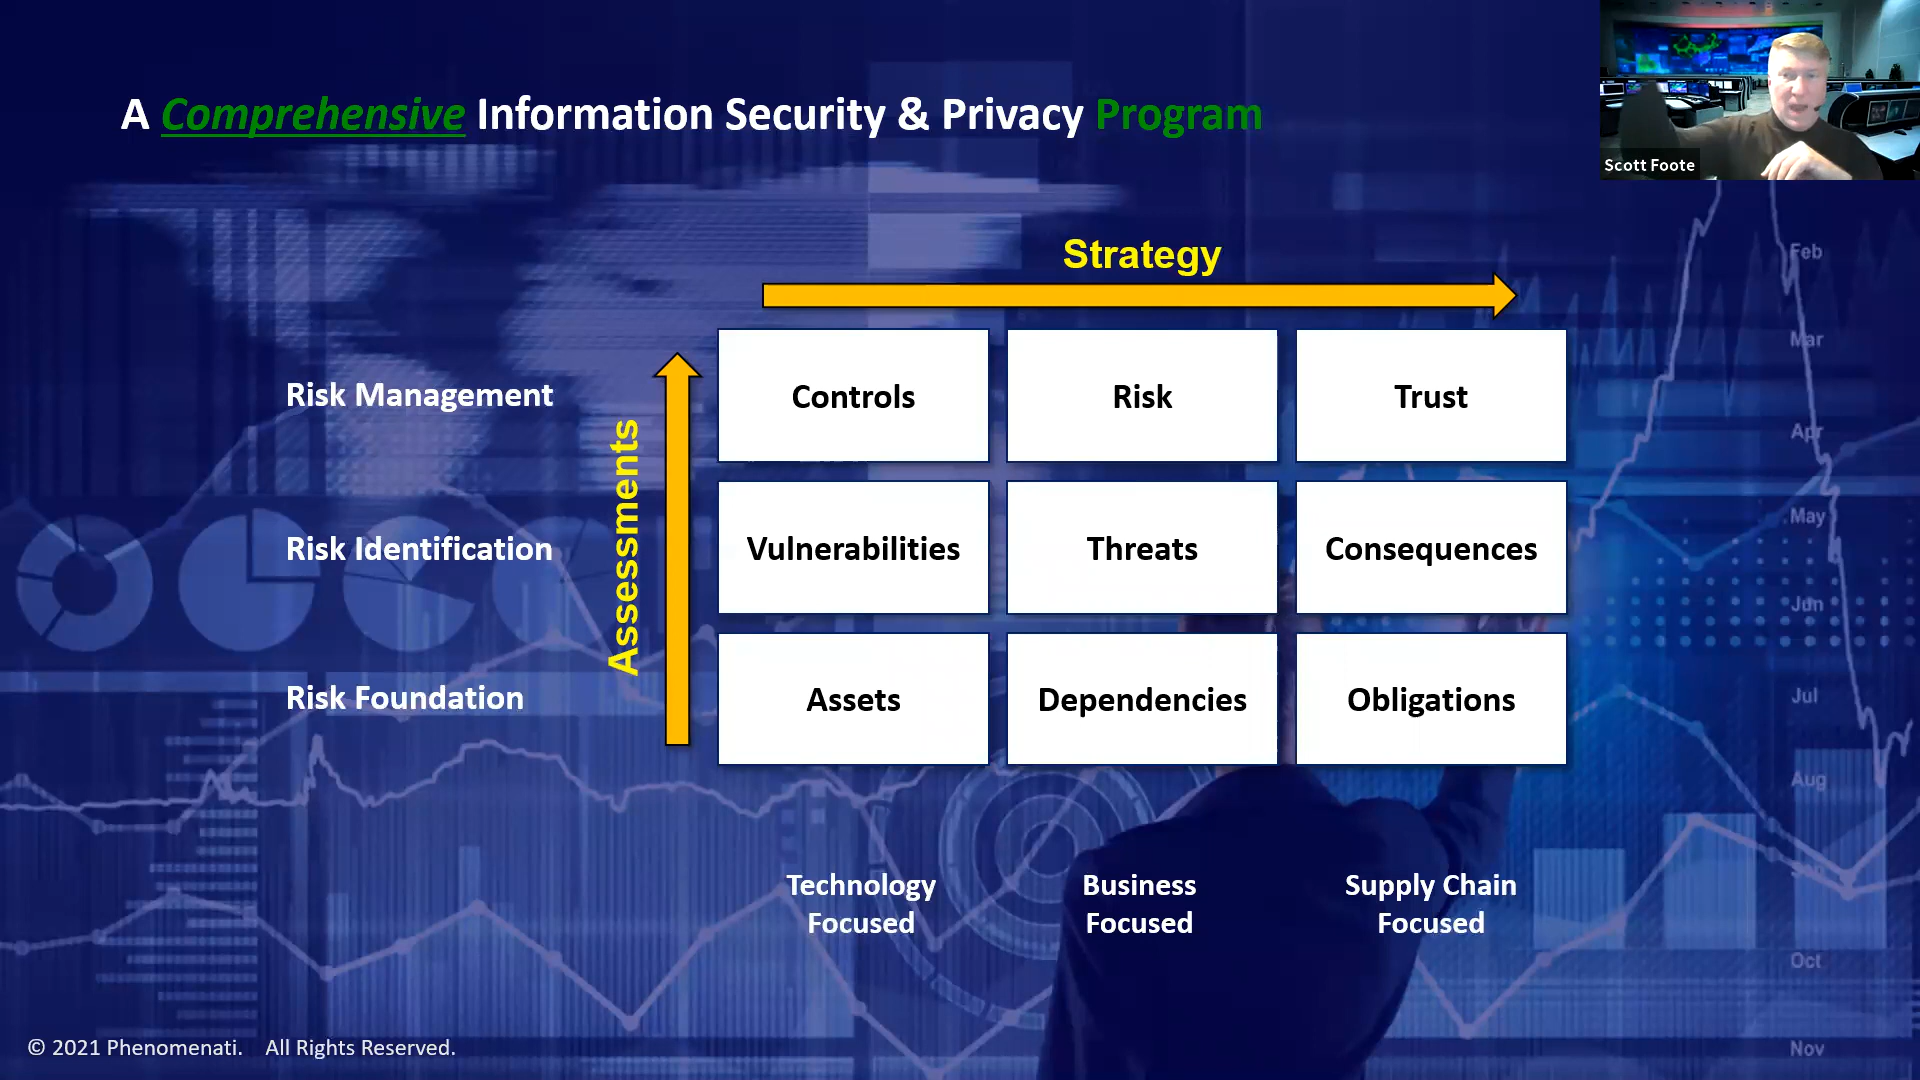 A Comprehensive Information Security & Privacy Program
Scott Foote
Strategy
Assessments
Risk Management
Controls
Risk
Trust
Risk Identification
Vulnerabilities
Threats
Consequences
Risk Foundation
Assets
Dependencies
Obligations
Technology
Focused
Business
Focused
Supply Chain
Focused
Feb
Mar
Apr
May
Jun
Jul
Aug
Oct
Nov
© 2021 Phenomenati. All Rights Reserved.